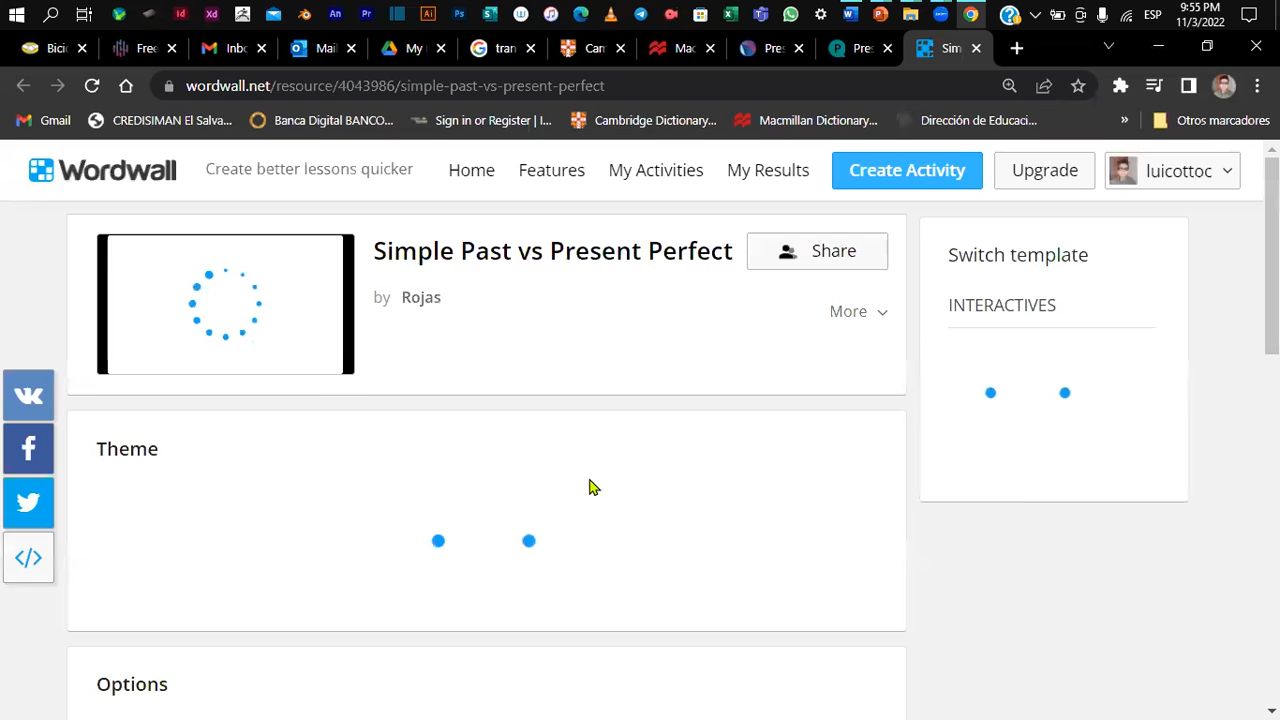 9:55 PM
ESP
11/3/2022
Bici
Free
Inbo
Mail
My
tran
Can
Mac
Pres
Pres
Sim
wordwall.net/resource/4043986/simple-past-vs-present-perfect
Gmail
CREDISIMAN El Salva...
Banca Digital BANCO...
Sign in or Register | I...
Cambridge Dictionary...
Macmillan Dictionary...
Dirección de Educaci...
»
Otros marcadores
Wordwall
Create better lessons quicker
Home
Features
My Activities
My Results
Create Activity
Upgrade
luicottoc
Simple Past vs Present Perfect
Share
by Rojas
More
Switch template
INTERACTIVES
Theme
Options